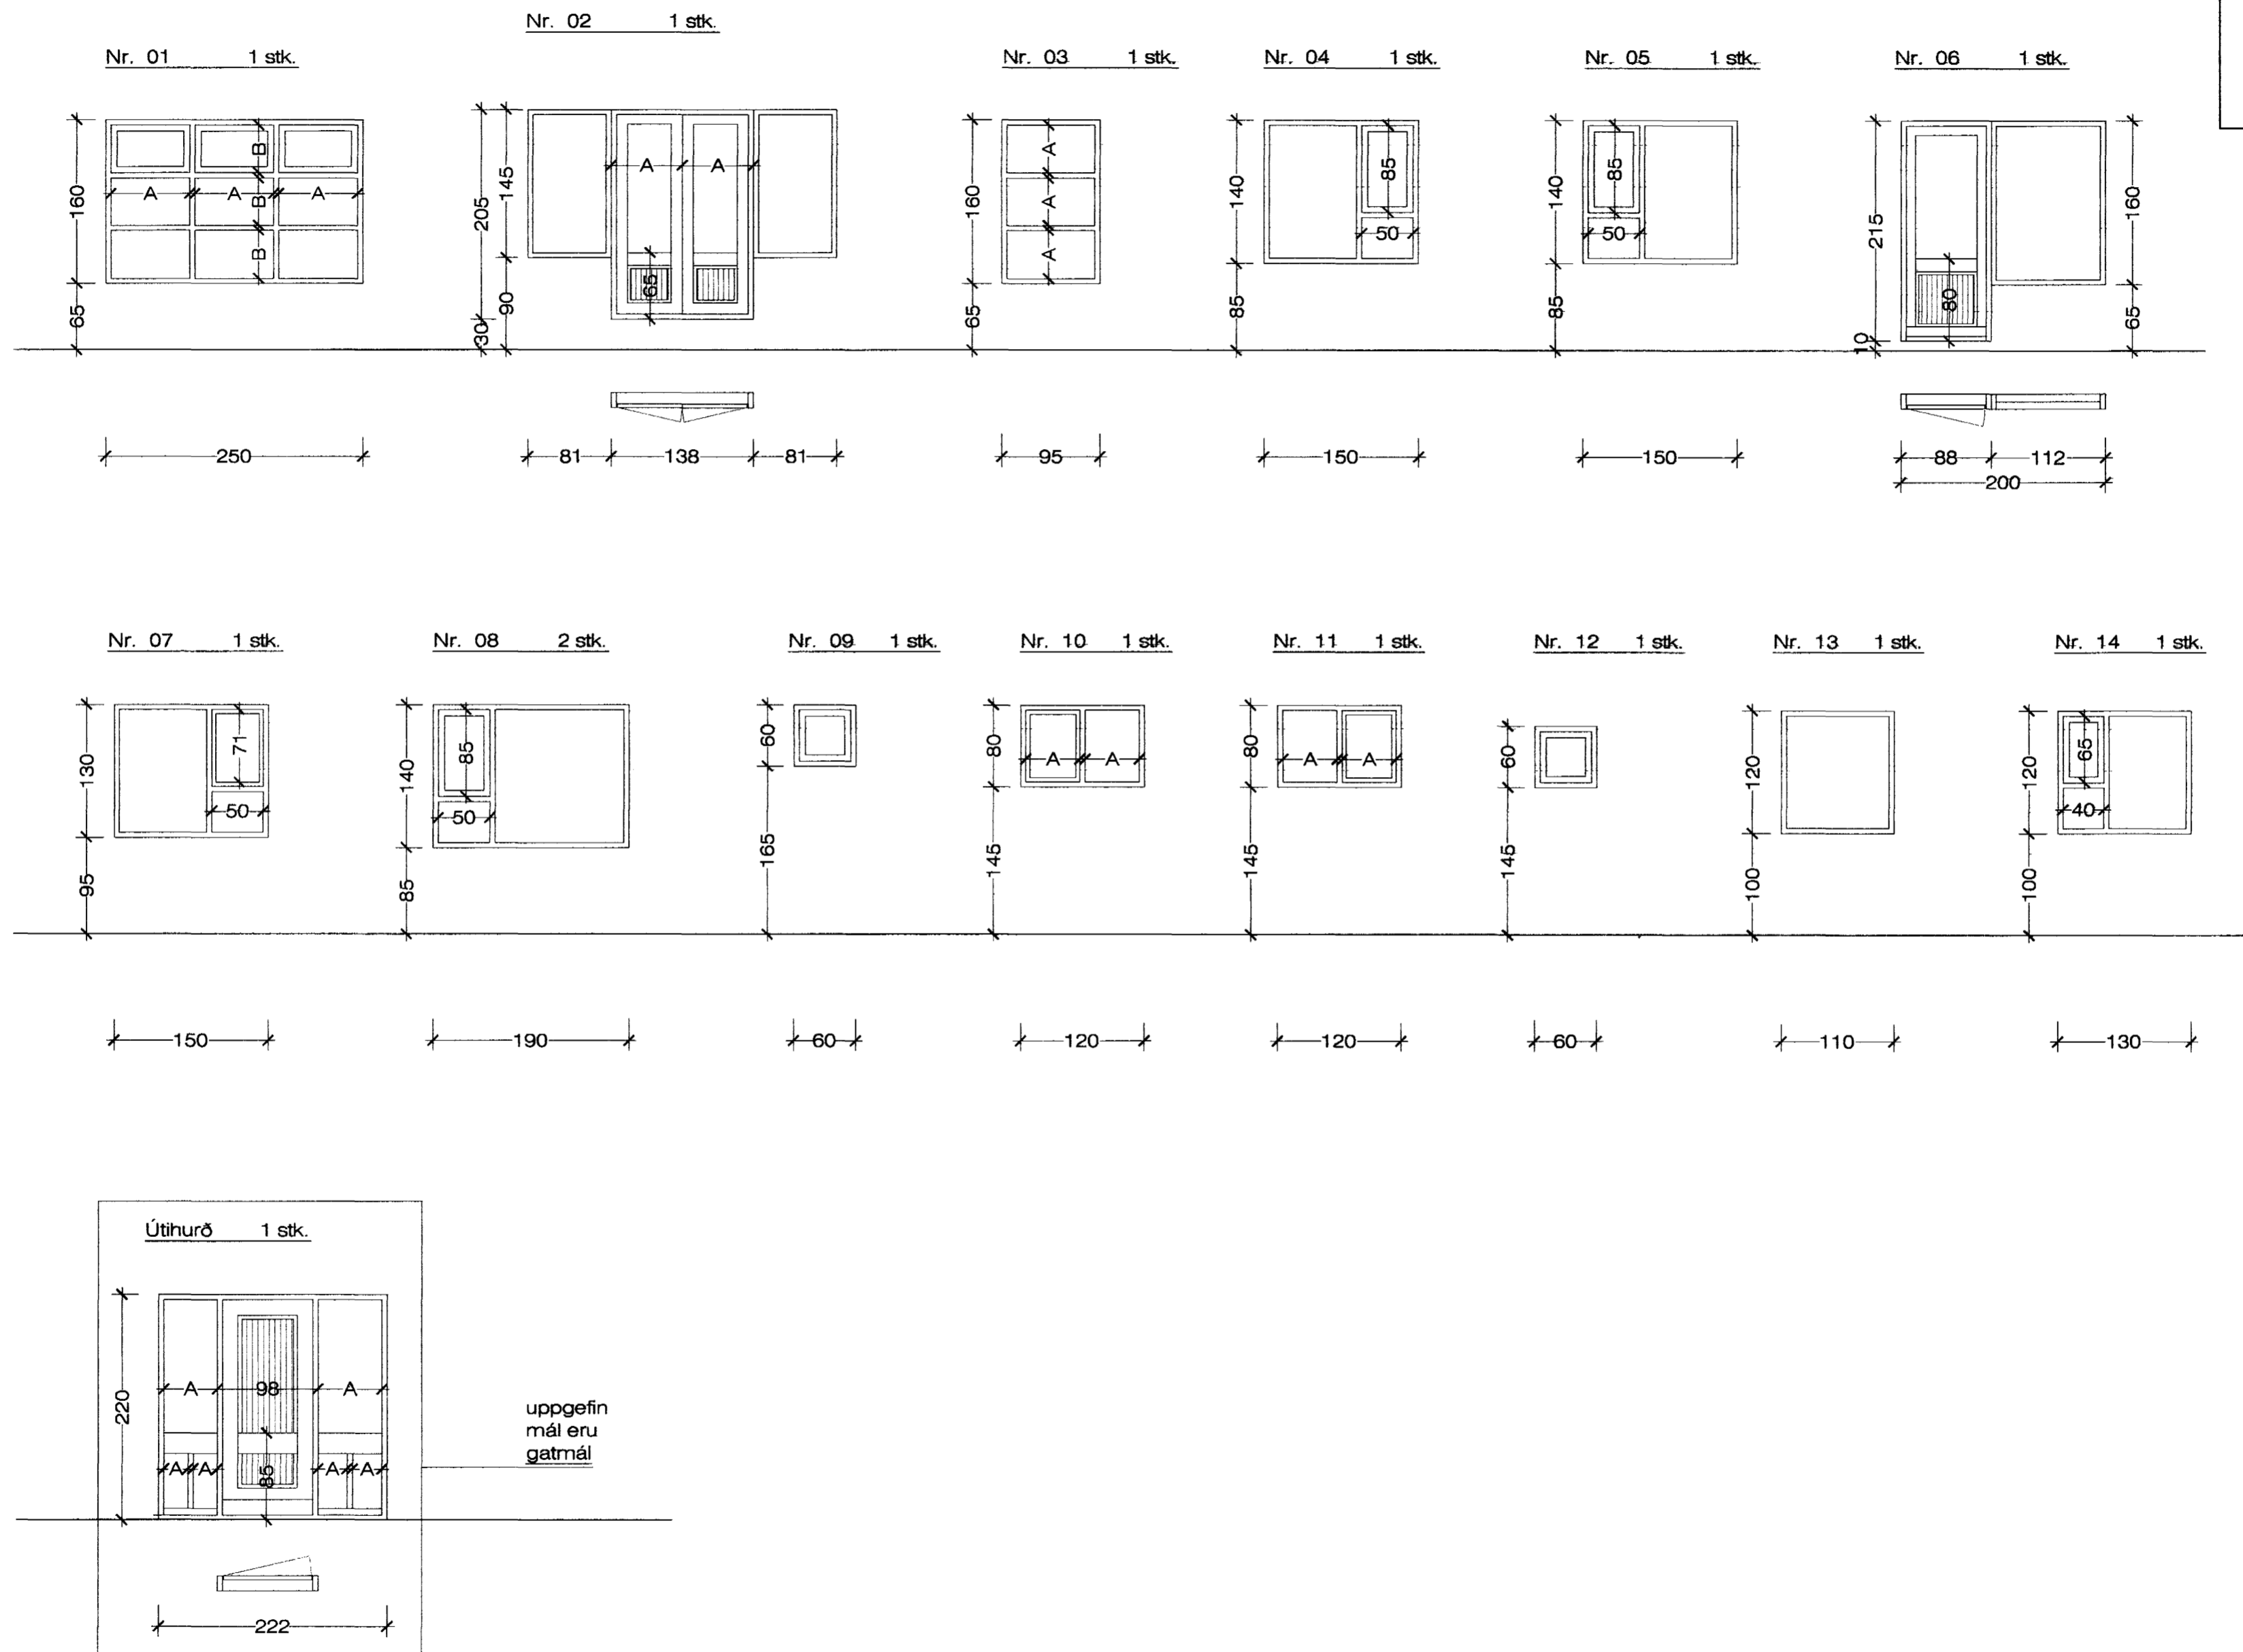 Nr. 01 1 stk.
Nr. 02 1 stk.
Nr. 03 1 stk.
Nr. 04 1 stk.
Nr. 05 1 stk.
Nr. 06 1 stk.
160
65
A A A
B
B
B
250
205
30
145
90
A A
65
81 138 81
160
65
A
A
A
95
140
85
85
50
150
140
85
85
50
150
215
10
80
160
65
88 112
200
Nr. 07 1 stk.
Nr. 08 2 stk.
Nr. 09 1 stk.
Nr. 10 1 stk.
Nr. 11 1 stk.
Nr. 12 1 stk.
Nr. 13 1 stk.
Nr. 14 1 stk.
130
95
71
50
150
140
85
85
50
190
60
165
60
80
145
A A
120
80
145
A A
120
60
145
60
120
100
110
120
100
65
40
130
Útihurð 1 stk.
220
A 98 A
A A 85 A A
222
uppgefin
mál eru
gatmál